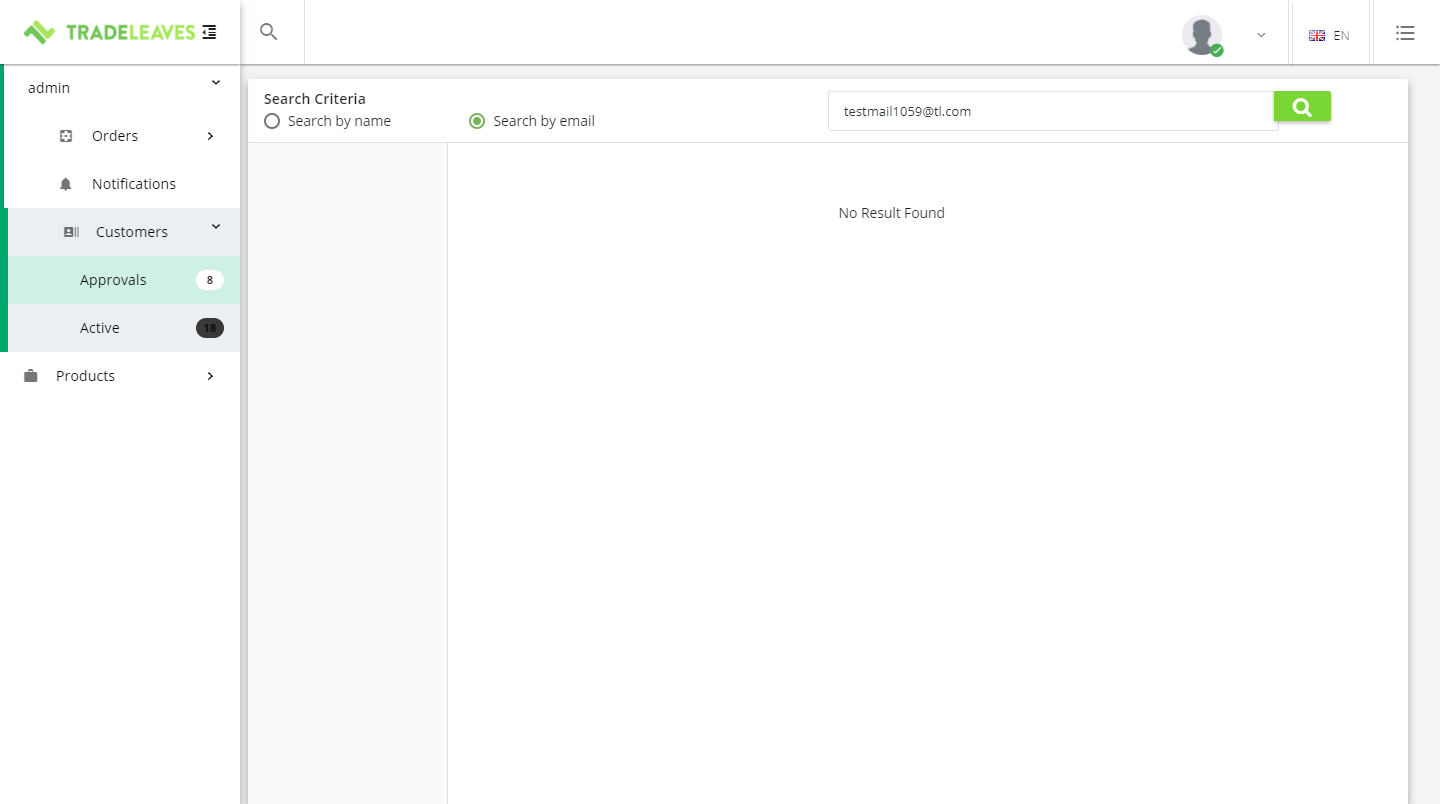 TRADELEAVES
EN
admin
Orders
Notifications
Customers
Approvals 8
Active 18
Products
Search Criteria
Search by name
Search by email
testmail1059@tl.com
No Result Found